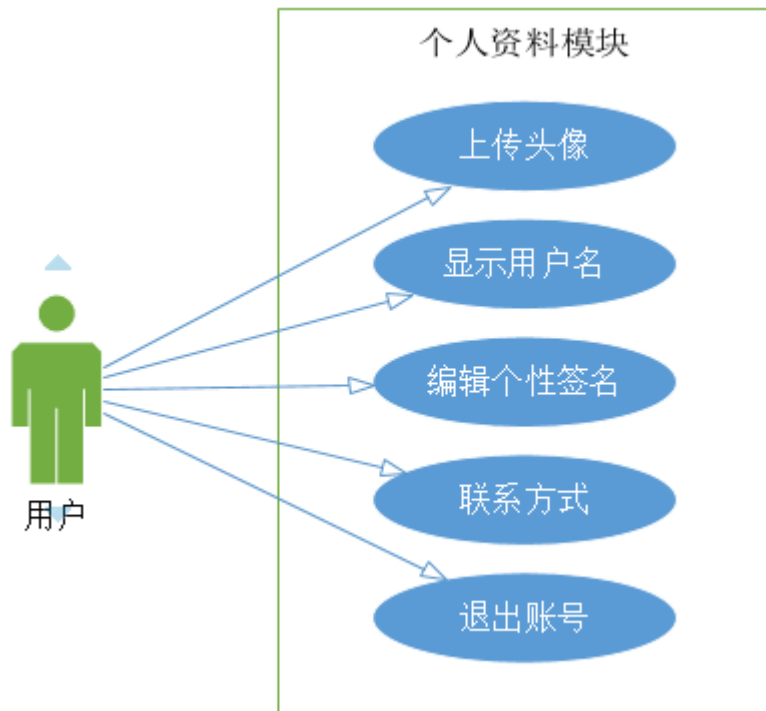 个人资料模块
上传头像
显示用户名
编辑个性签名
联系方式
退出账号
用户